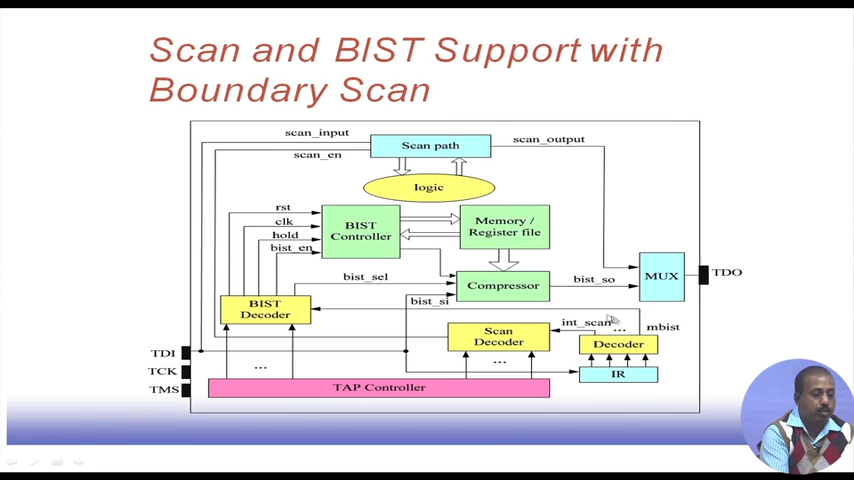 Scan and BIST Support with
Boundary Scan
scan_input
scan_en
Scan path
scan_output
logic
rst
clk
hold
bist_en
BIST
Controller
Memory /
Register file
bist_sel
bist_si
Compressor
bist_so
MUX
TDO
BIST
Decoder
Scan
Decoder
int_scan
...
mbist
Decoder
TDI
TCK
TMS
...
...
IR
TAP Controller